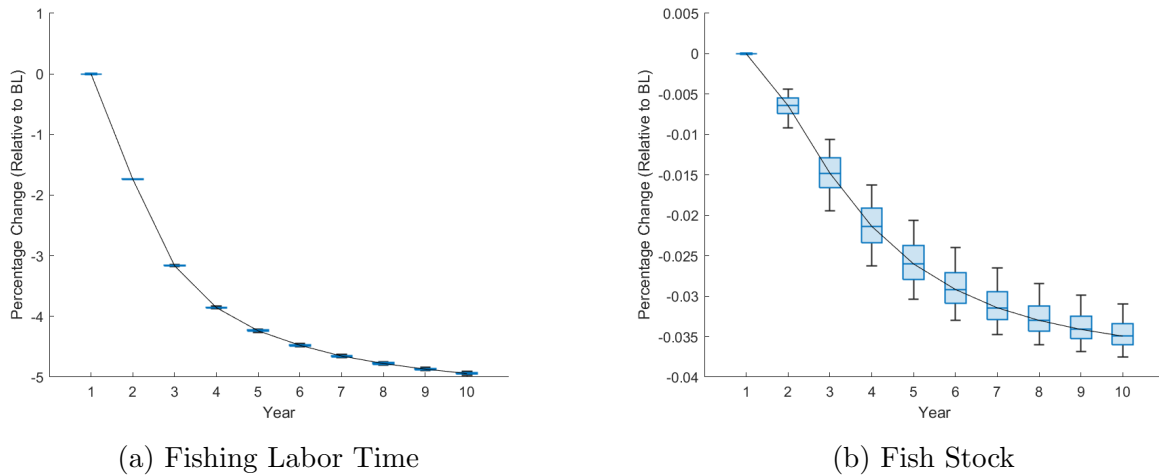 1
0
-1
-2
-3
-4
-5
Percentage Change (Relative to BL)
1 2 3 4 5 6 7 8 9 10
Year
(a) Fishing Labor Time
0.005
0
-0.005
-0.01
-0.015
-0.02
-0.025
-0.03
-0.035
-0.04
Percentage Change (Relative to BL)
1 2 3 4 5 6 7 8 9 10
Year
(b) Fish Stock